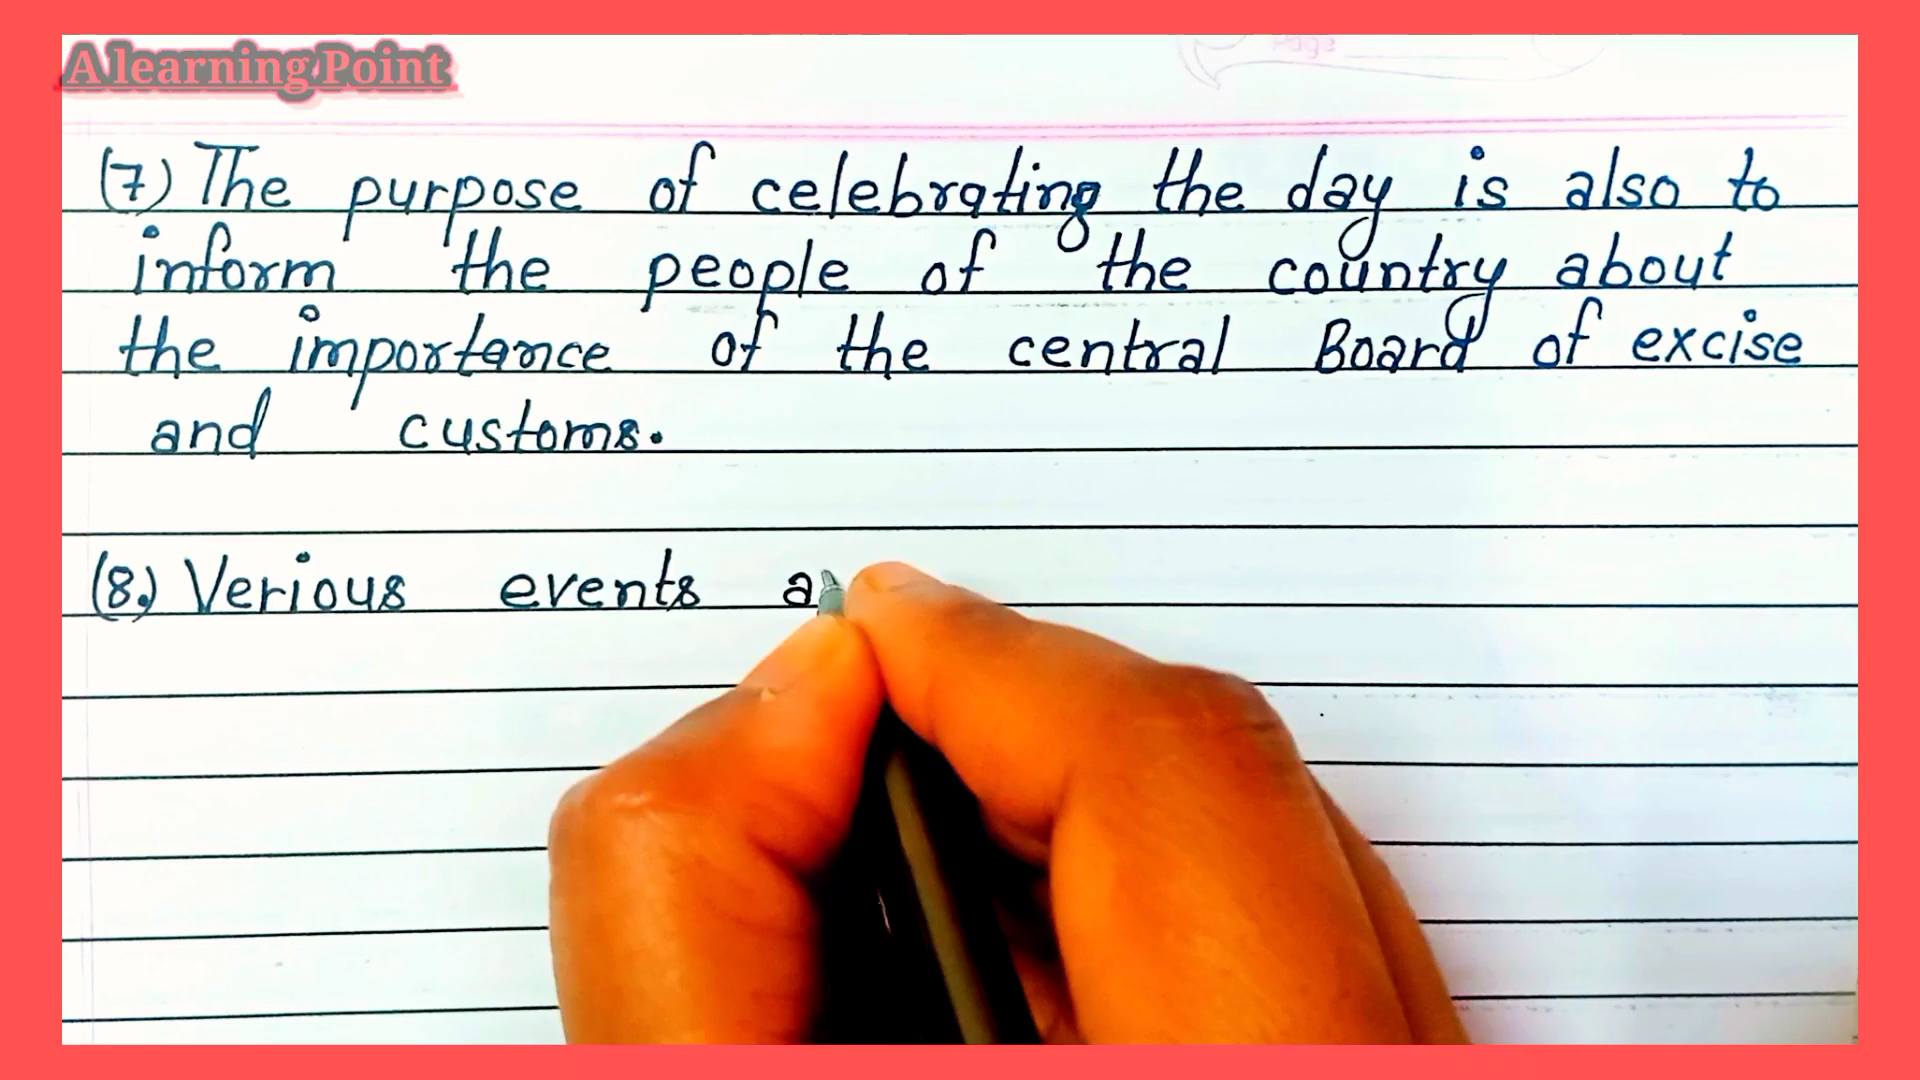 A learning Point
Page
(7) The purpose of celebrating the day is also to
inform the people of the country about
the importance of the central Board of excise
and customs.
(8.) Verious events a